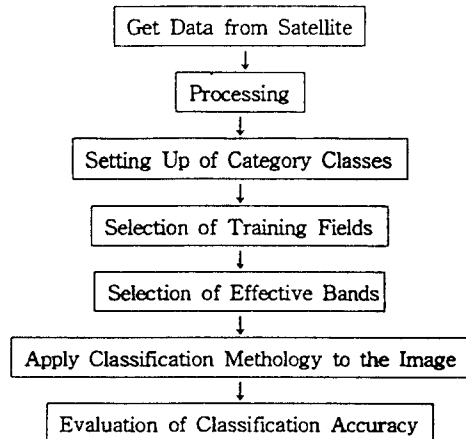 Get Data from Satellite
Processing
Setting Up of Category Classes
Selection of Training Fields
Selection of Effective Bands
Apply Classification Methology to the Image
Evaluation of Classification Accuracy